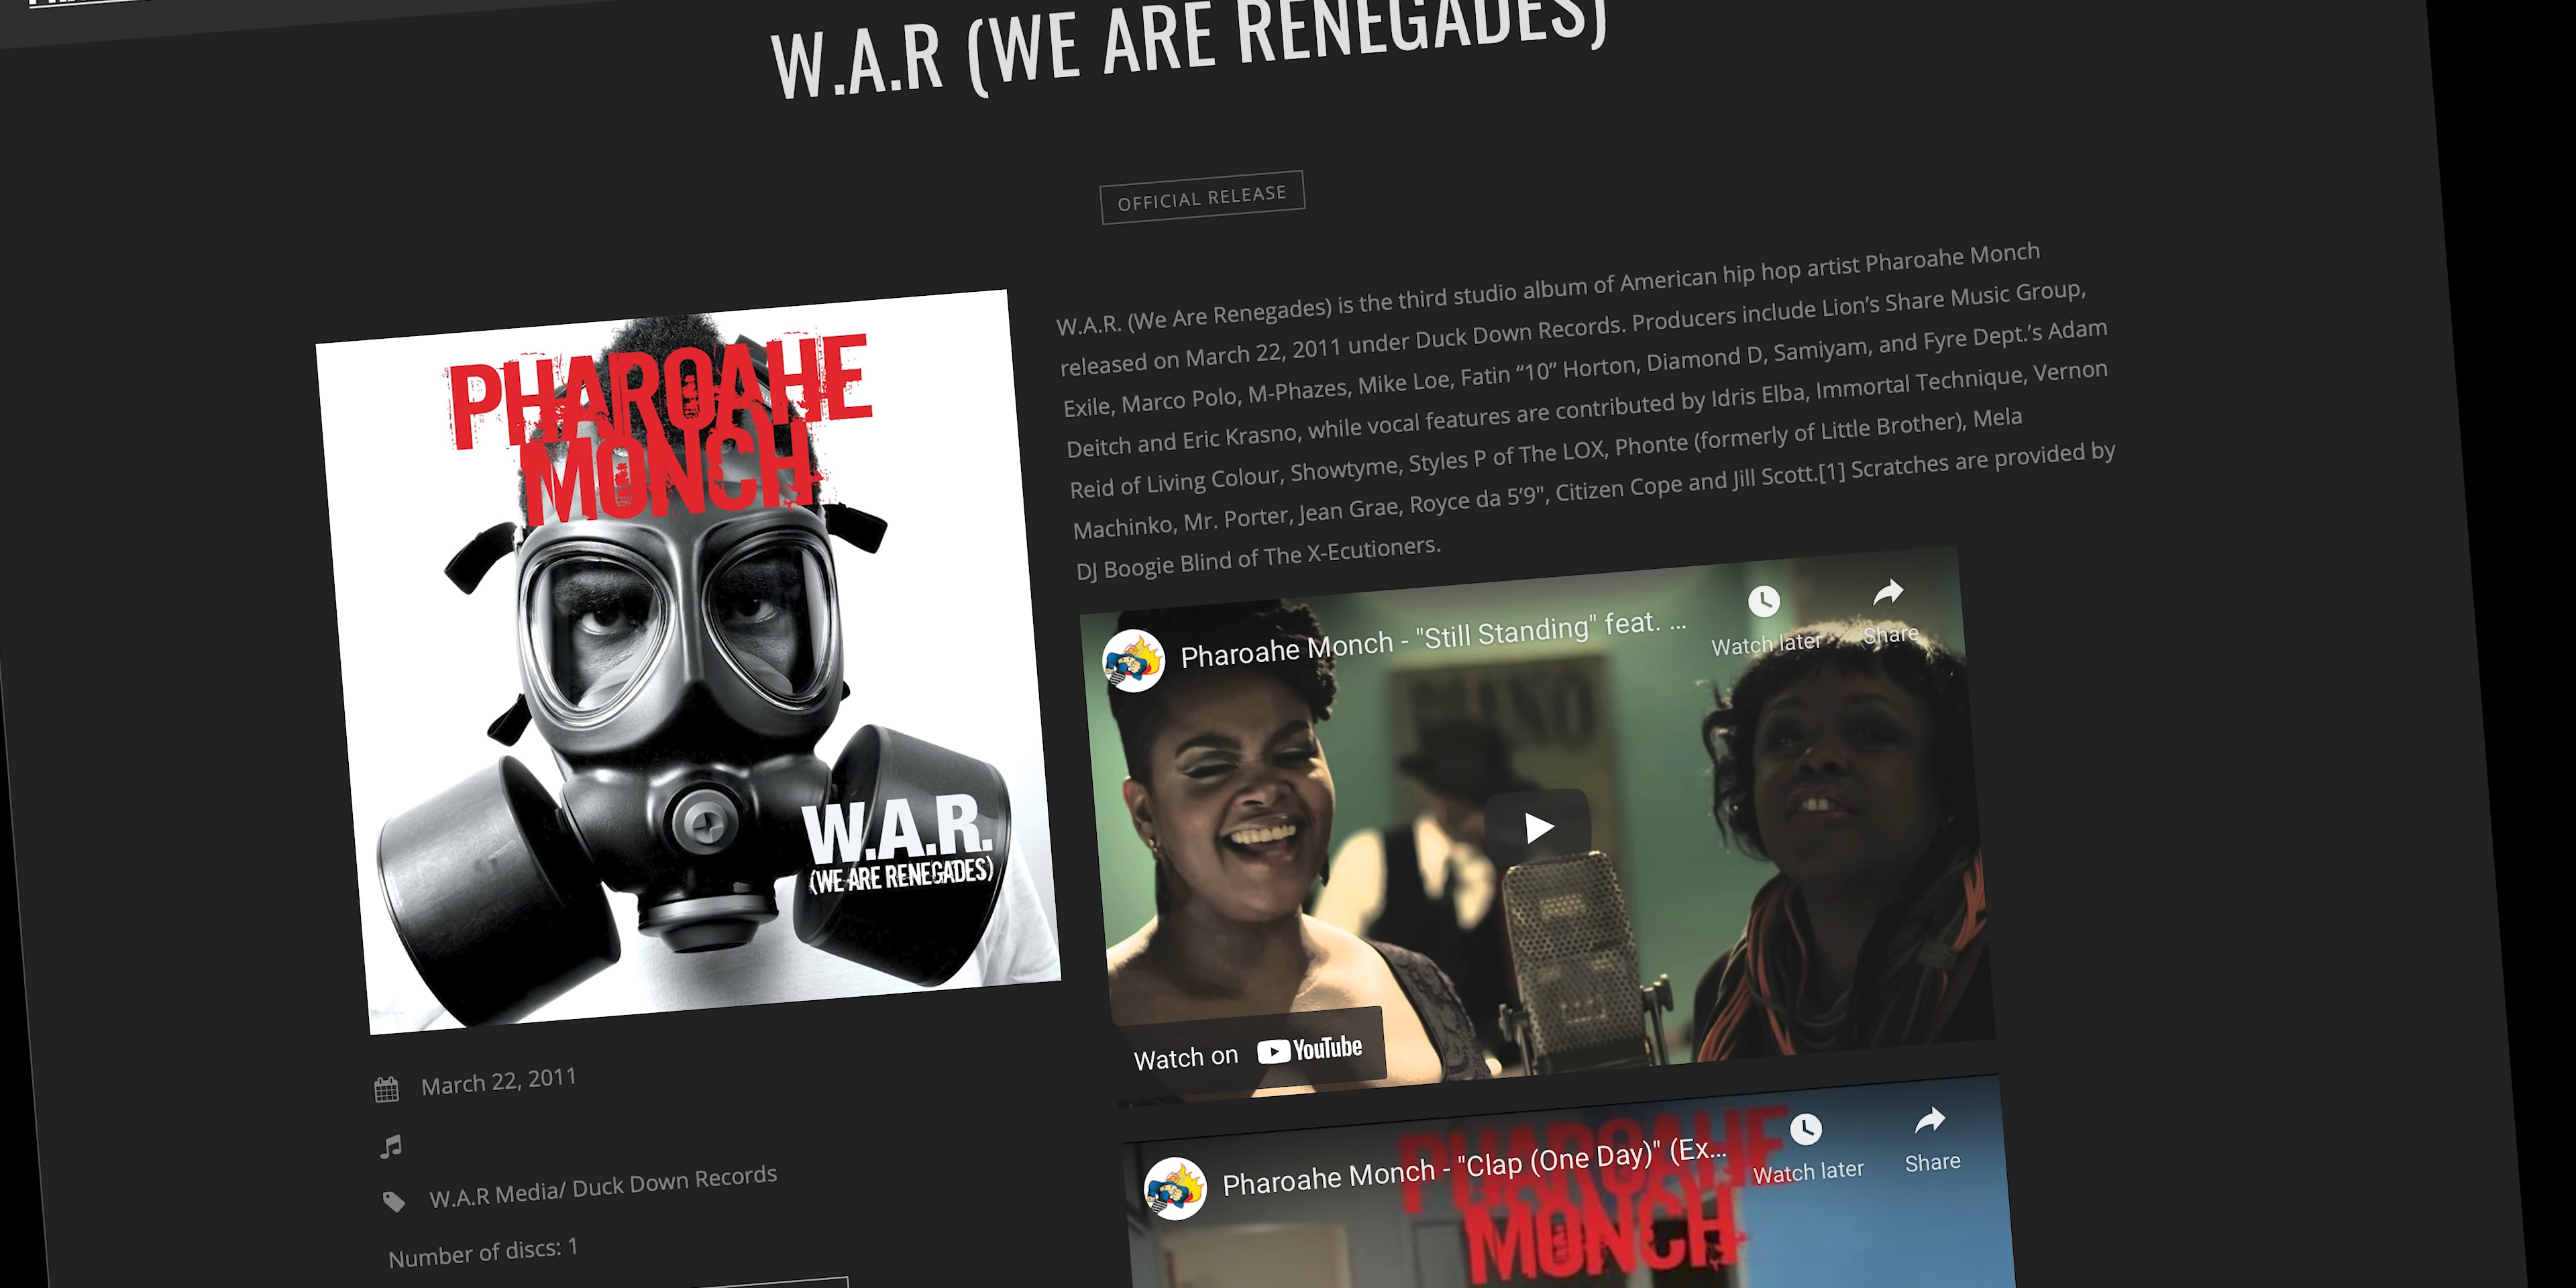 W.A.R (WE ARE RENEGADES)
OFFICIAL RELEASE
PHAROAHE
MONCH
W.A.R.
(WE ARE RENEGADES)
March 22, 2011
W.A.R Media/ Duck Down Records
Number of discs: 1
W.A.R. (We Are Renegades) is the third studio album of American hip hop artist Pharoahe Monch
released on March 22, 2011 under Duck Down Records. Producers include Lion’s Share Music Group,
Exile, Marco Polo, M-Phazes, Mike Loe, Fatin “10” Horton, Diamond D, Samiyam, and Fyre Dept.’s Adam
Deitch and Eric Krasno, while vocal features are contributed by Idris Elba, Immortal Technique, Vernon
Reid of Living Colour, Showtyme, Styles P of The LOX, Phonte (formerly of Little Brother), Mela
Machinko, Mr. Porter, Jean Grae, Royce da 5’9", Citizen Cope and Jill Scott.[1] Scratches are provided by
DJ Boogie Blind of The X-Ecutioners.
Pharoahe Monch - "Still Standing" feat. ...
Watch later
Share
Watch on YouTube
Pharoahe Monch - "Clap (One Day)" (Ex...
Watch later
Share
PHAROAHE
MONCH